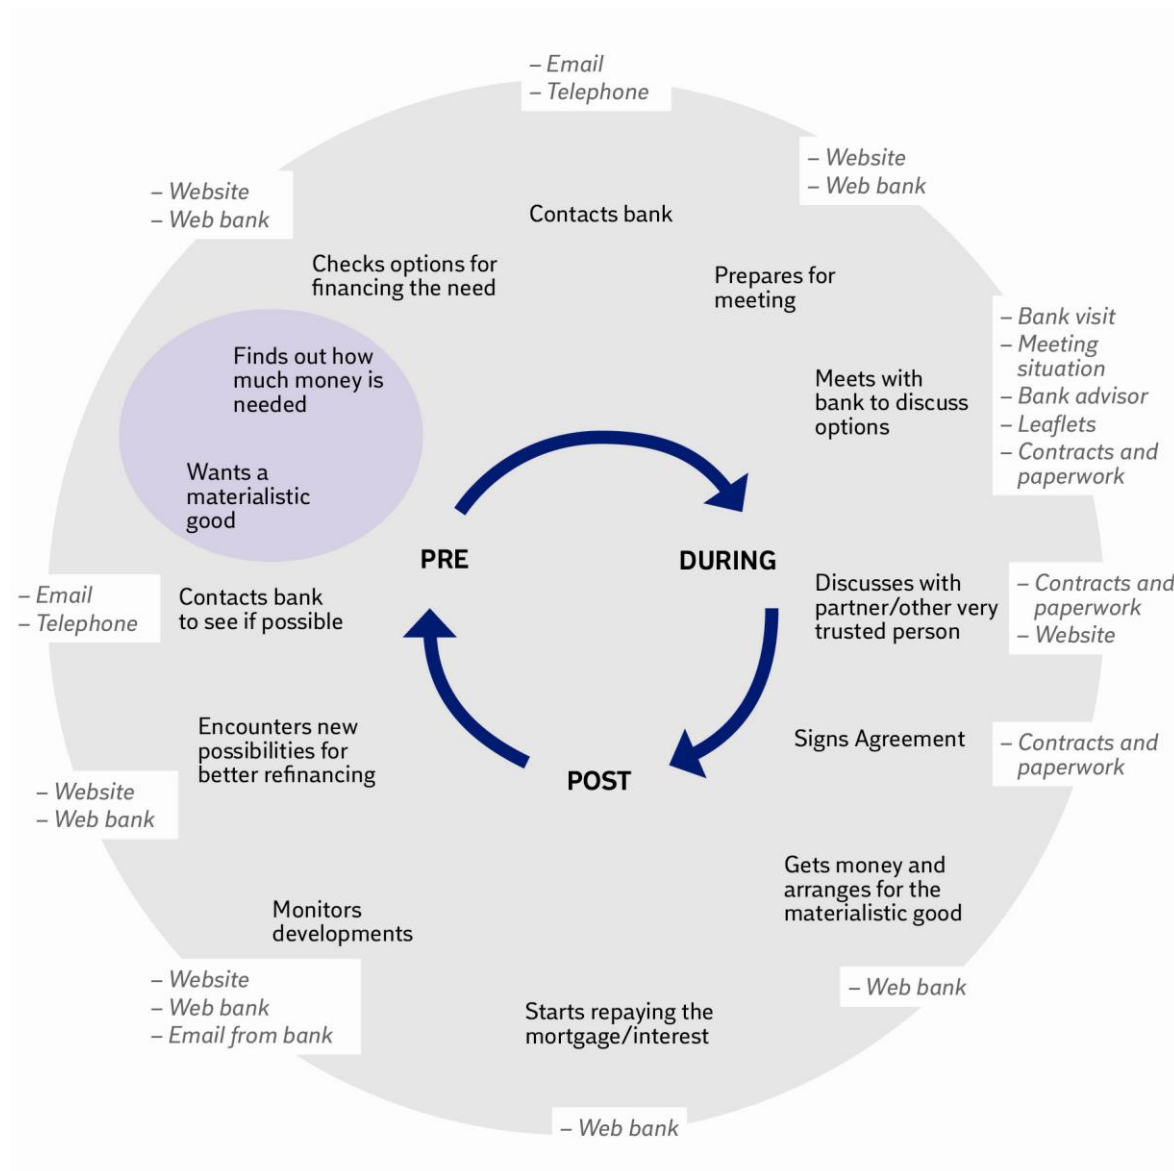 – Email
– Telephone
– Website
– Web bank
– Website
– Web bank
Contacts bank
Checks options for
financing the need
Prepares for
meeting
– Bank visit
– Meeting
situation
– Bank advisor
– Leaflets
– Contracts and
paperwork
Finds out how
much money is
needed
Meets with
bank to discuss
options
Wants a
materialistic
good
PRE
DURING
– Email
– Telephone
Contacts bank
to see if possible
Discusses with
partner/other very
trusted person
– Contracts and
paperwork
– Website
Encounters new
possibilities for
better refinancing
Signs Agreement
– Contracts and
paperwork
POST
– Website
– Web bank
Gets money and
arranges for the
materialistic good
Monitors
developments
– Website
– Web bank
– Email from bank
– Web bank
Starts repaying the
mortgage/interest
– Web bank